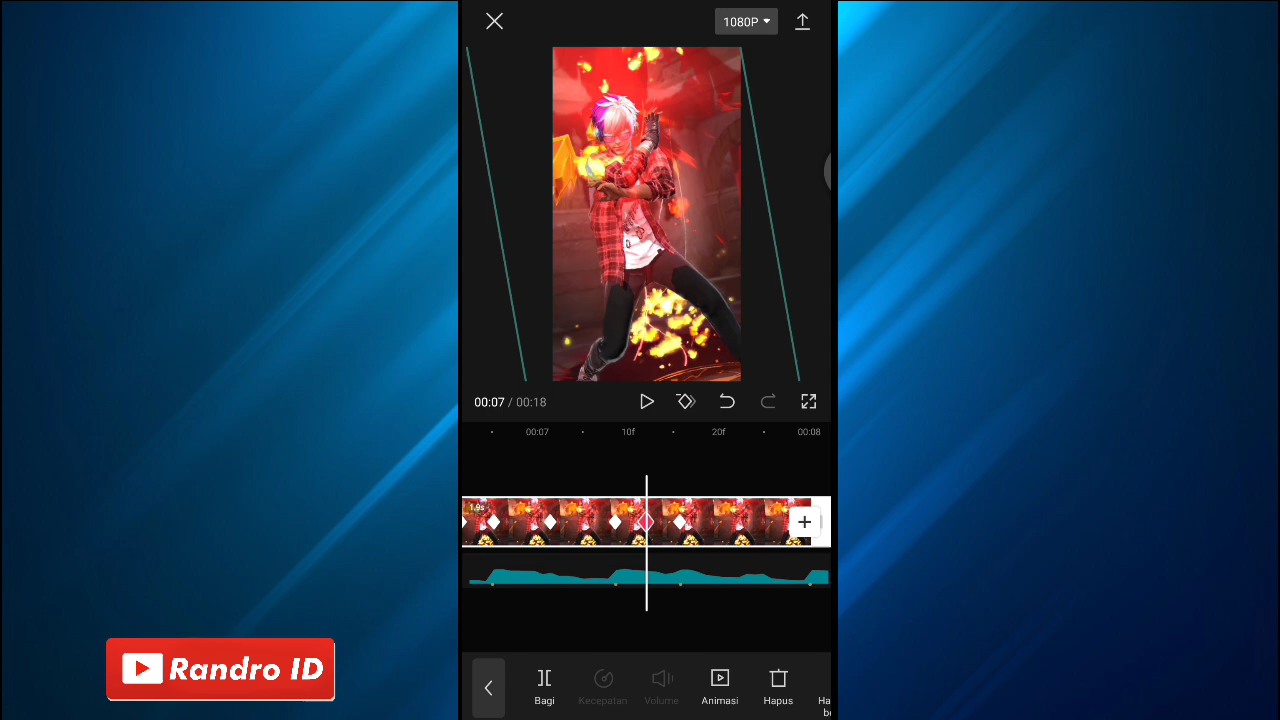 1080P
00:07 / 00:18
00:07 10f 20f 00:08
1.9s
Bagi Kecepatan Volume Animasi Hapus
Randro ID